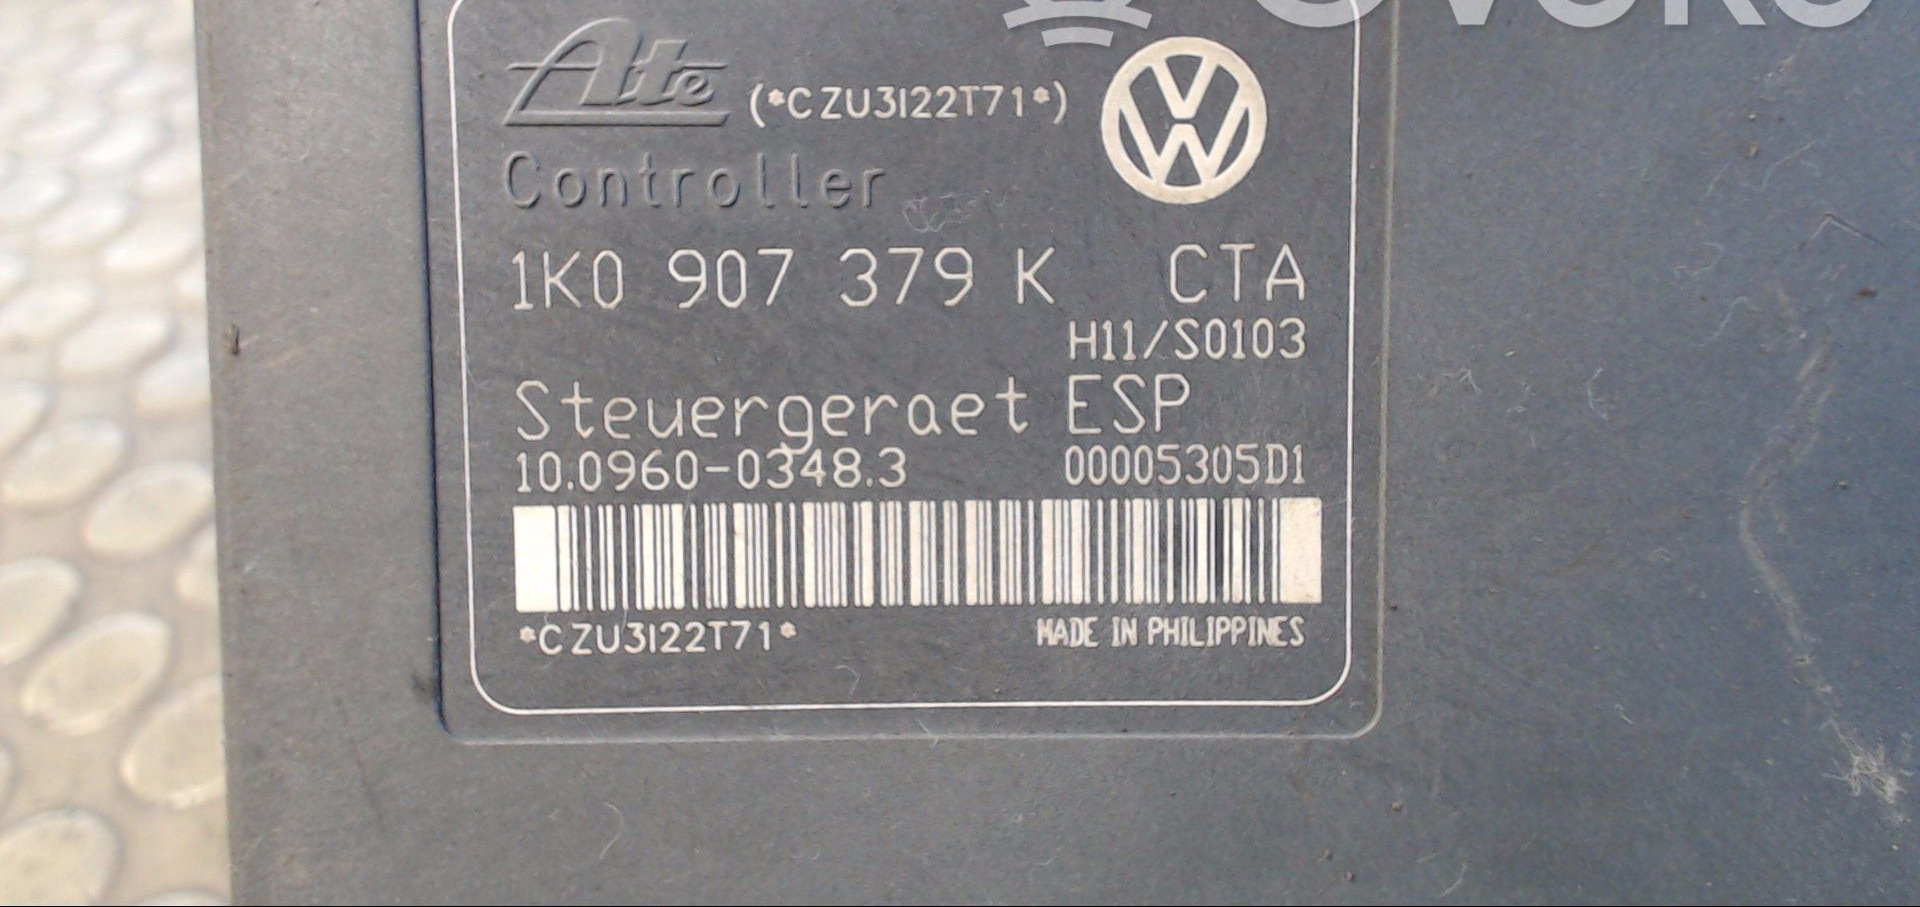 Ate (*CZU3I22T71*)
Controller
1K0 907 379 K CTA
H11/S0103
Steuergeraet ESP
10.0960-0348.3 00005305D1
*CZU3I22T71* MADE IN PHILIPPINES